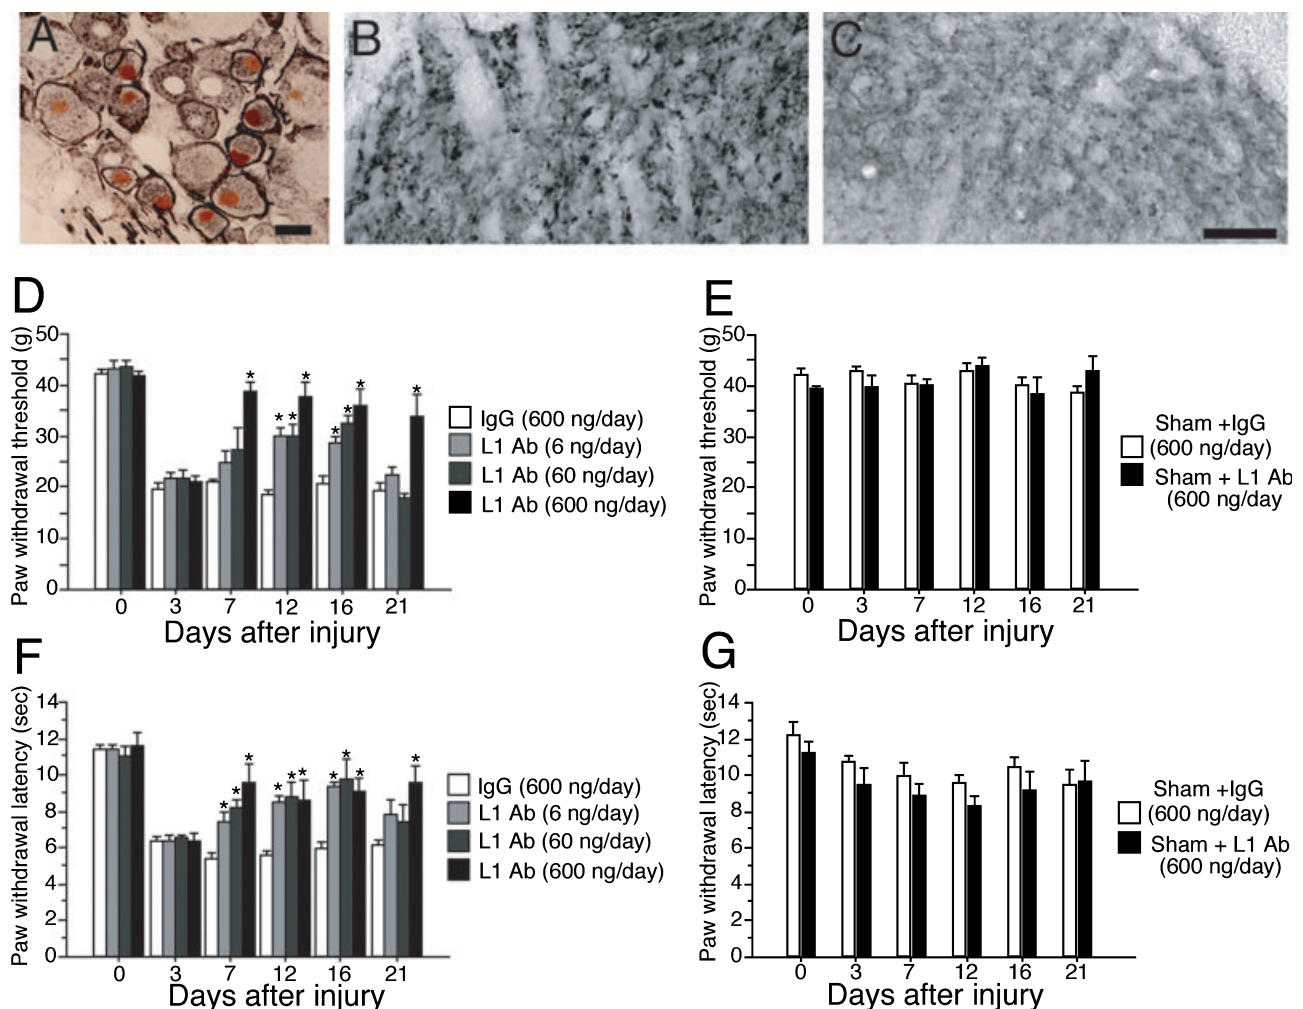 A
B
C
D
Paw withdrawal threshold (g)
50
40
30
20
10
0
* * * * * * * *
0 3 7 12 16 21
Days after injury
IgG (600 ng/day)
L1 Ab (6 ng/day)
L1 Ab (60 ng/day)
L1 Ab (600 ng/day)
E
Paw withdrawal threshold (g)
50
40
30
20
10
0
0 3 7 12 16 21
Days after injury
Sham +IgG
(600 ng/day)
Sham + L1 Ab
(600 ng/day
F
Paw withdrawal latency (sec)
14
12
10
8
6
4
2
0
* * * * * * * * * *
0 3 7 12 16 21
Days after injury
IgG (600 ng/day)
L1 Ab (6 ng/day)
L1 Ab (60 ng/day)
L1 Ab (600 ng/day)
G
Paw withdrawal latency (sec)
14
12
10
8
6
4
2
0
0 3 7 12 16 21
Days after injury
Sham +IgG
(600 ng/day)
Sham + L1 Ab
(600 ng/day)